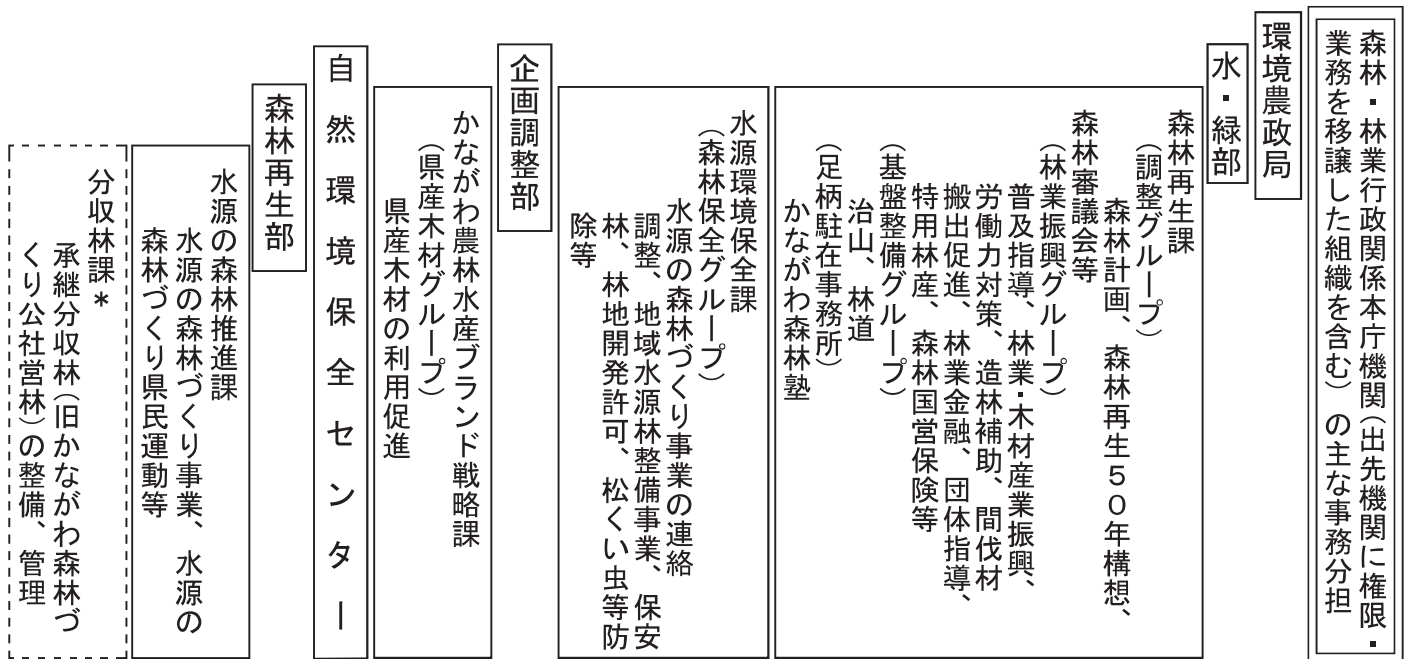 森林・林業行政関係本庁機関（出先機関に権限・
業務を移譲した組織を含む）の主な事務分担
環境農政局
水・緑部
森林再生課
（調整グループ）
森林計画、森林再生５０年構想、
森林審議会等
（林業振興グループ）
普及指導、林業・木材産業振興、
労働力対策、造林補助、間伐材
搬出促進、林業金融、団体指導、
特用林産、森林国営保険等
（基盤整備グループ）
治山、林道
（足柄駐在事務所）
かながわ森林塾
水源環境保全課
（森林保全グループ）
水源の森林づくり事業の連絡
調整、地域水源林整備事業、保安
林、林地開発許可、松くい虫等防
除等
企画調整部
かながわ農林水産ブランド戦略課
（県産木材グループ）
県産木材の利用促進
自然環境保全センター
森林再生部
水源の森林推進課
水源の森林づくり事業、水源の
森林づくり県民運動等
分収林課＊
承継分収林（旧かながわ森林づ
くり公社営林）の整備、管理